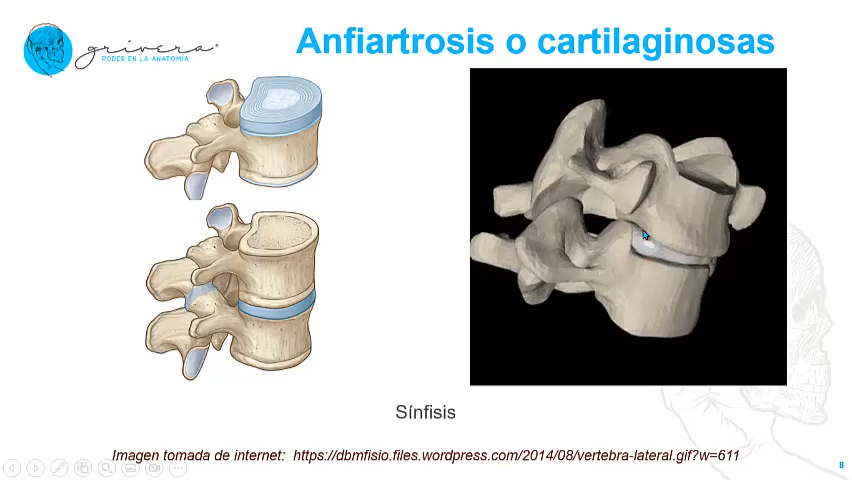 grivera®
PODER EN LA ANATOMÍA
Anfiartrosis o cartilaginosas
Sínfisis
Imagen tomada de internet: https://dbmfisio.files.wordpress.com/2014/08/vertebra-lateral.gif?w=611
8